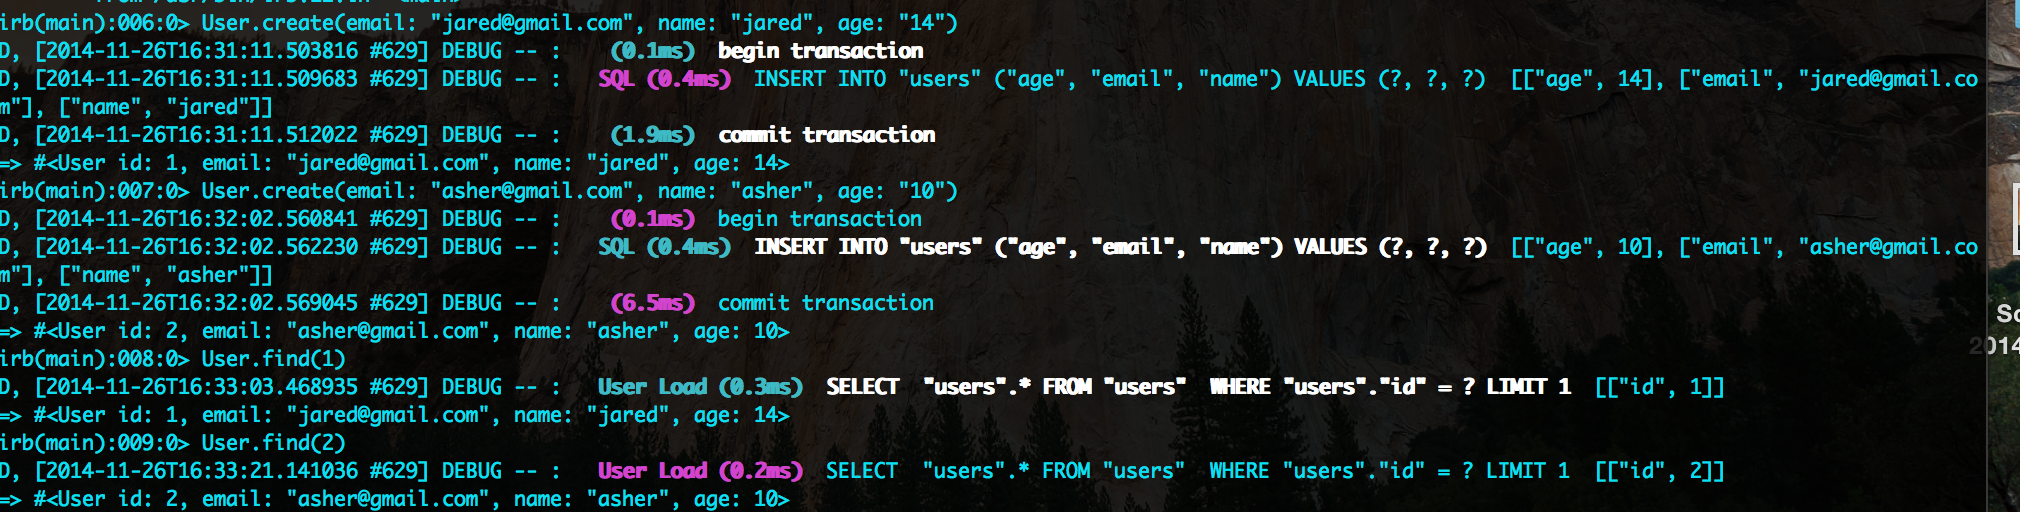 irb(main):006:0> User.create(email: "jared@gmail.com", name: "jared", age: "14")
D, [2014-11-26T16:31:11.503816 #629] DEBUG -- :    (0.1ms)  begin transaction
D, [2014-11-26T16:31:11.509683 #629] DEBUG -- :   SQL (0.4ms)  INSERT INTO "users" ("age", "email", "name") VALUES (?, ?, ?)  [["age", 14], ["email", "jared@gmail.co
m"], ["name", "jared"]]
D, [2014-11-26T16:31:11.512022 #629] DEBUG -- :    (1.9ms)  commit transaction
=> #<User id: 1, email: "jared@gmail.com", name: "jared", age: 14>
irb(main):007:0> User.create(email: "asher@gmail.com", name: "asher", age: "10")
D, [2014-11-26T16:32:02.560841 #629] DEBUG -- :    (0.1ms)  begin transaction
D, [2014-11-26T16:32:02.562230 #629] DEBUG -- :   SQL (0.4ms)  INSERT INTO "users" ("age", "email", "name") VALUES (?, ?, ?)  [["age", 10], ["email", "asher@gmail.co
m"], ["name", "asher"]]
D, [2014-11-26T16:32:02.569045 #629] DEBUG -- :    (6.5ms)  commit transaction
=> #<User id: 2, email: "asher@gmail.com", name: "asher", age: 10>
irb(main):008:0> User.find(1)
D, [2014-11-26T16:33:03.468935 #629] DEBUG -- :   User Load (0.3ms)  SELECT  "users".* FROM "users"  WHERE "users"."id" = ? LIMIT 1  [["id", 1]]
=> #<User id: 1, email: "jared@gmail.com", name: "jared", age: 14>
irb(main):009:0> User.find(2)
D, [2014-11-26T16:33:21.141036 #629] DEBUG -- :   User Load (0.2ms)  SELECT  "users".* FROM "users"  WHERE "users"."id" = ? LIMIT 1  [["id", 2]]
=> #<User id: 2, email: "asher@gmail.com", name: "asher", age: 10>
Sc
2014